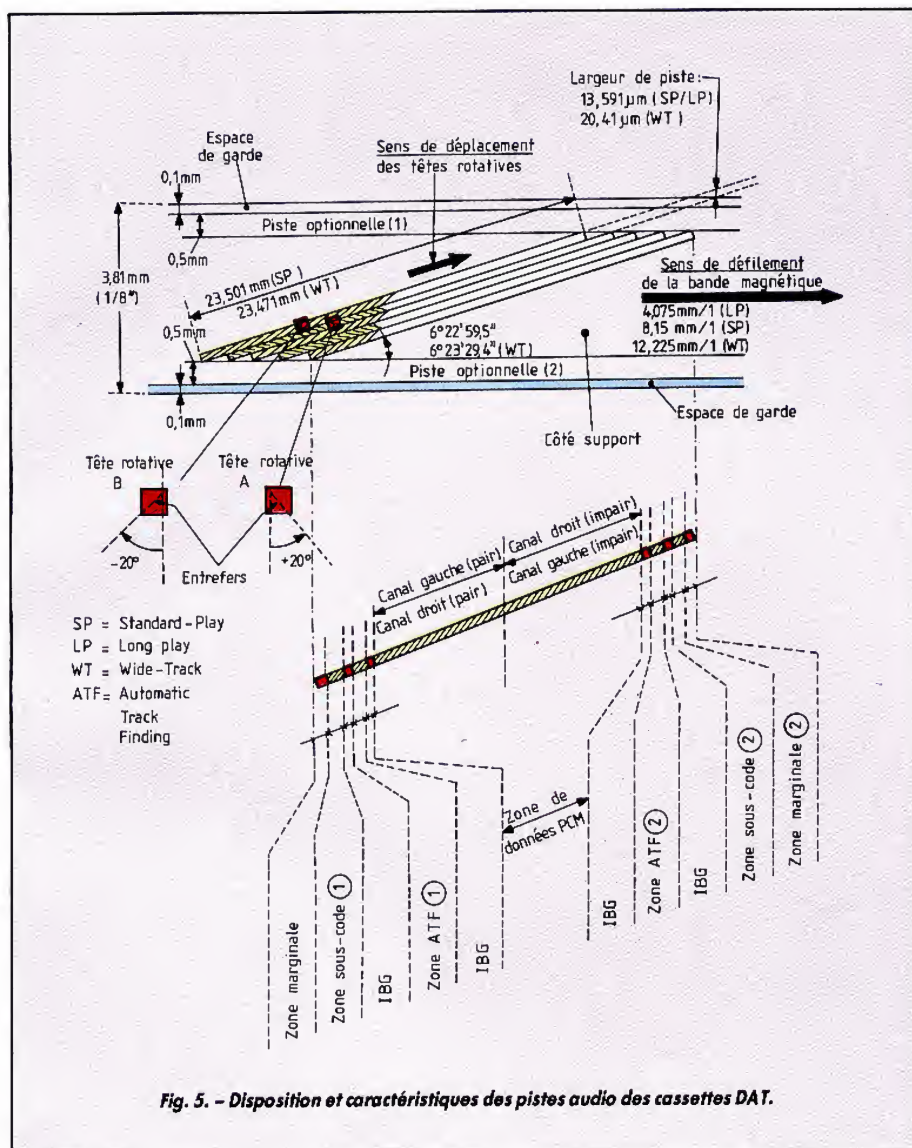 Largeur de piste:
13,591µm (SP/LP)
20,41µm (WT)
Espace
de garde
Sens de déplacement
des têtes rotatives
0,1mm
Piste optionnelle (1)
0,5mm
3,81mm
(1/8")
23,501mm (SP)
23,471mm (WT)
Sens de défilement
de la bande magnétique
4,075mm/1 (LP)
8,15 mm/1 (SP)
12,225mm/1 (WT)
0,5mm
6°22'59,5"
6°23'29,4" (WT)
Piste optionnelle (2)
0,1mm
Espace de garde
Côté support
Tête rotative
B
Tête rotative
A
-20°
+20°
Entrefers
Canal gauche (pair)
Canal droit (impair)
Canal droit (pair)
Canal gauche (impair)
SP = Standard-Play
LP = Long play
WT = Wide-Track
ATF = Automatic
Track
Finding
Zone marginale
Zone sous-code 1
IBG
Zone ATF 1
IBG
Zone de
données PCM
IBG
Zone ATF 2
IBG
Zone sous-code 2
Zone marginale 2
Fig. 5. – Disposition et caractéristiques des pistes audio des cassettes DAT.